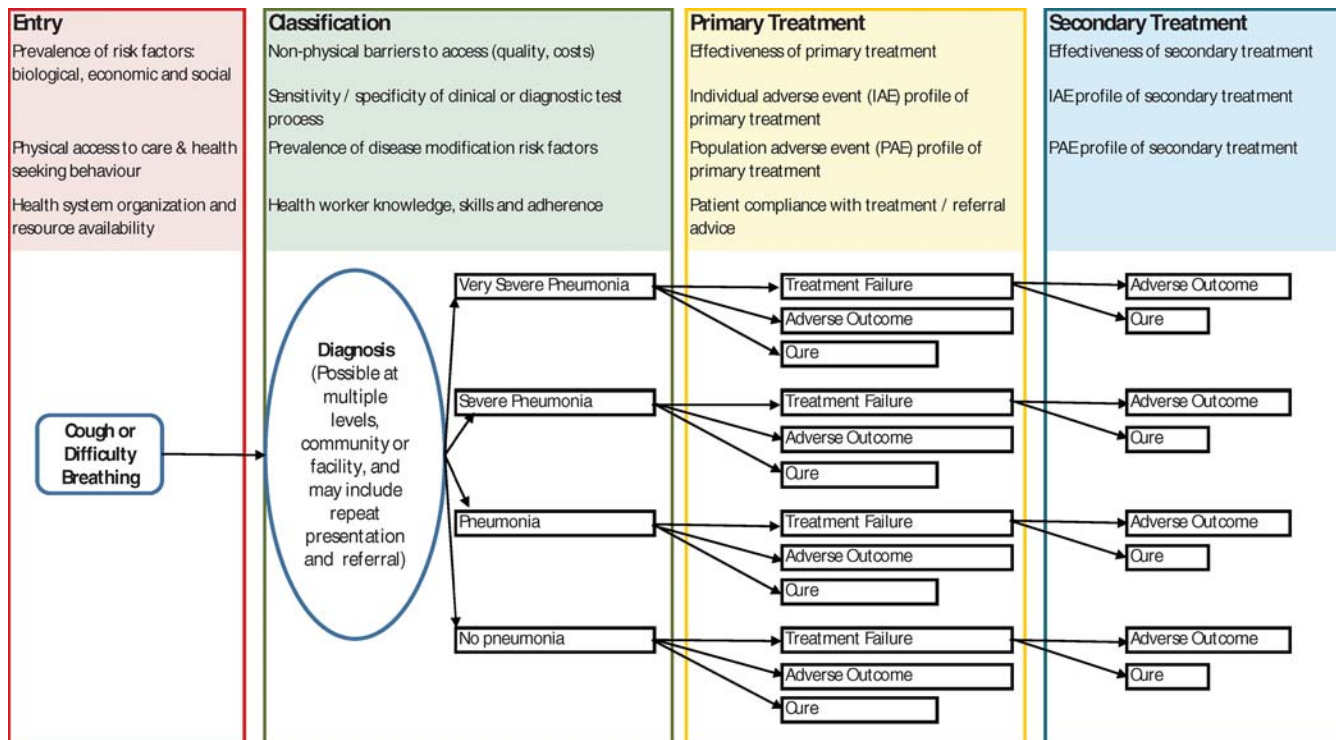 Entry
Prevalence of risk factors:
biological, economic and social
Physical access to care & health
seeking behaviour
Health system organization and
resource availability
Classification
Non-physical barriers to access (quality, costs)
Sensitivity / specificity of clinical or diagnostic test
process
Prevalence of disease modification risk factors
Health worker knowledge, skills and adherence
Primary Treatment
Effectiveness of primary treatment
Individual adverse event (IAE) profile of
primary treatment
Population adverse event (PAE) profile of
primary treatment
Patient compliance with treatment / referral
advice
Secondary Treatment
Effectiveness of secondary treatment
IAE profile of secondary treatment
PAE profile of secondary treatment
Cough or
Difficulty
Breathing
Diagnosis
(Possible at
multiple
levels,
community or
facility, and
may include
repeat
presentation
and referral)
Very Severe Pneumonia
Treatment Failure
Adverse Outcome
Cure
Adverse Outcome
Cure
Severe Pneumonia
Treatment Failure
Adverse Outcome
Cure
Adverse Outcome
Cure
Pneumonia
Treatment Failure
Adverse Outcome
Cure
Adverse Outcome
Cure
No pneumonia
Treatment Failure
Adverse Outcome
Cure
Adverse Outcome
Cure